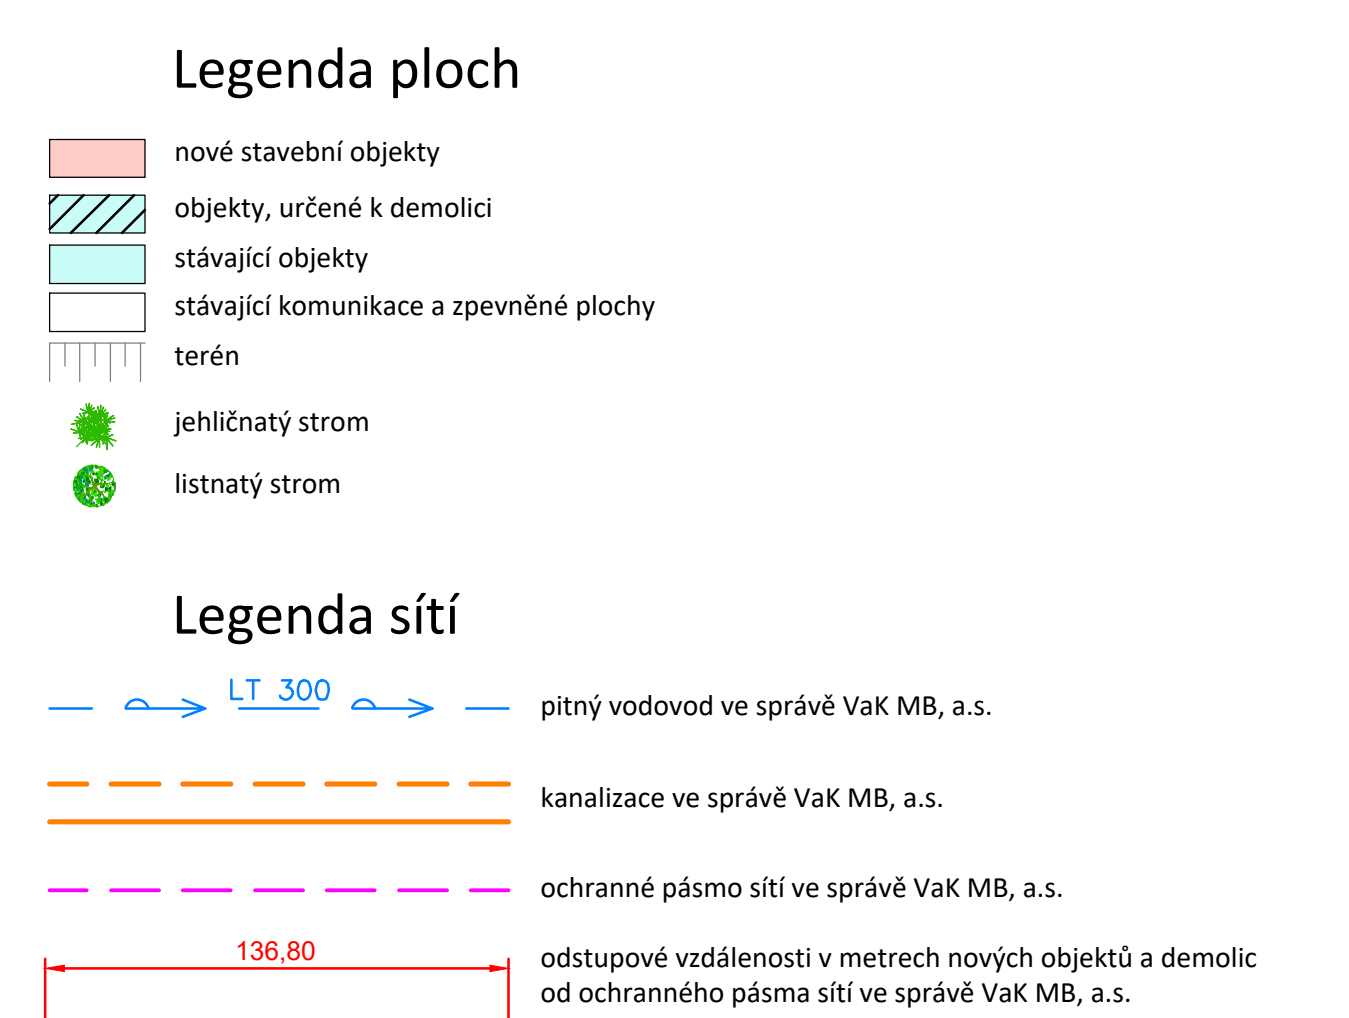 Legenda ploch
nové stavební objekty
objekty, určené k demolici
stávající objekty
stávající komunikace a zpevněné plochy
terén
jehličnatý strom
listnatý strom
Legenda sítí
LT 300
pitný vodovod ve správě VaK MB, a.s.
kanalizace ve správě VaK MB, a.s.
ochranné pásmo sítí ve správě VaK MB, a.s.
136,80
odstupové vzdálenosti v metrech nových objektů a demolic
od ochranného pásma sítí ve správě VaK MB, a.s.